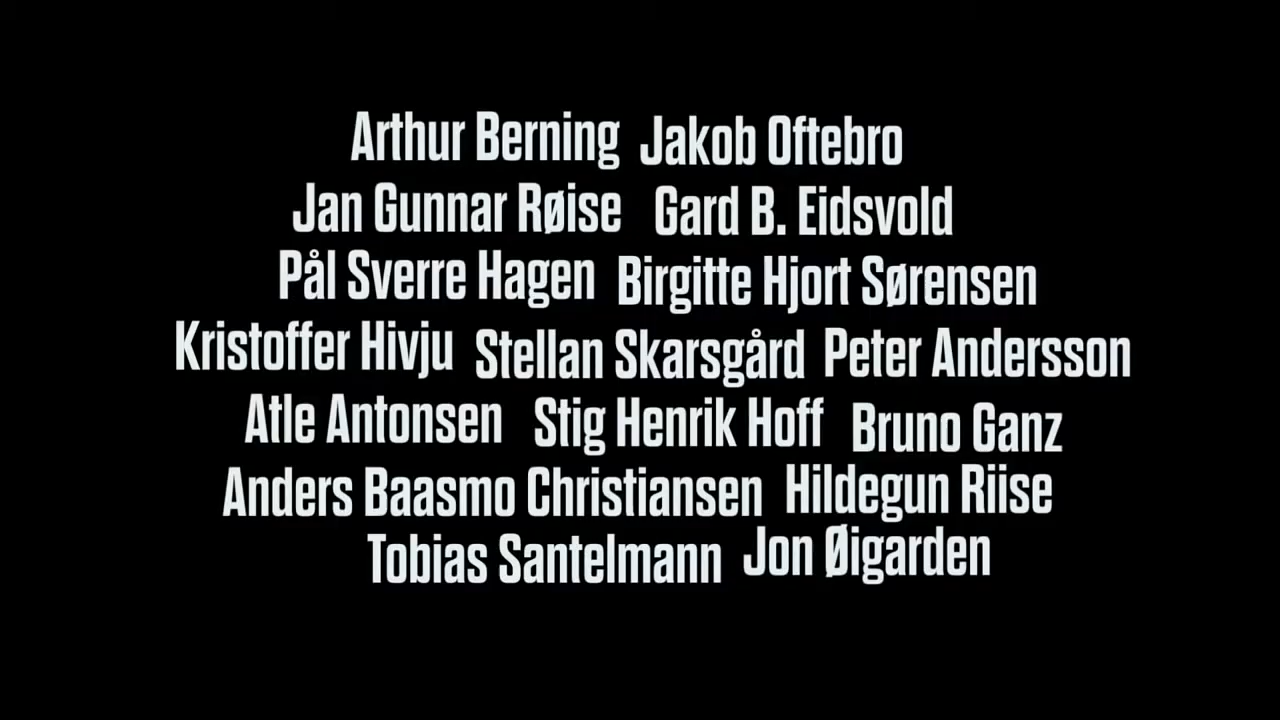 Arthur Berning Jakob Oftebro
Jan Gunnar Røise Gard B. Eidsvold
Pål Sverre Hagen Birgitte Hjort Sørensen
Kristoffer Hivju Stellan Skarsgård Peter Andersson
Atle Antonsen Stig Henrik Hoff Bruno Ganz
Anders Baasmo Christiansen Hildegun Riise
Tobias Santelmann Jon Øigarden